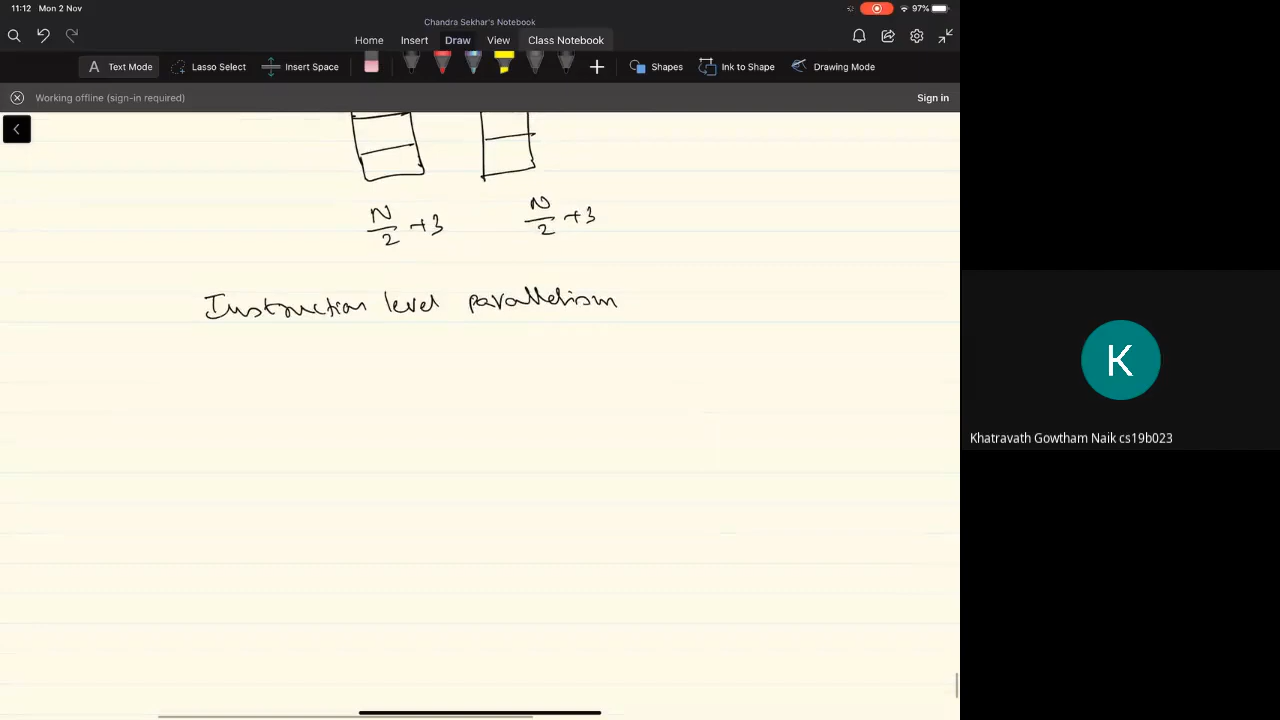 11:12 Mon 2 Nov
97%
Chandra Sekhar's Notebook
Home Insert Draw View Class Notebook
A Text Mode Lasso Select Insert Space + Shapes Ink to Shape Drawing Mode
Working offline (sign-in required) Sign in
N/2 +3 N/2 +3
Instruction level parallelism
K
Khatravath Gowtham Naik cs19b023